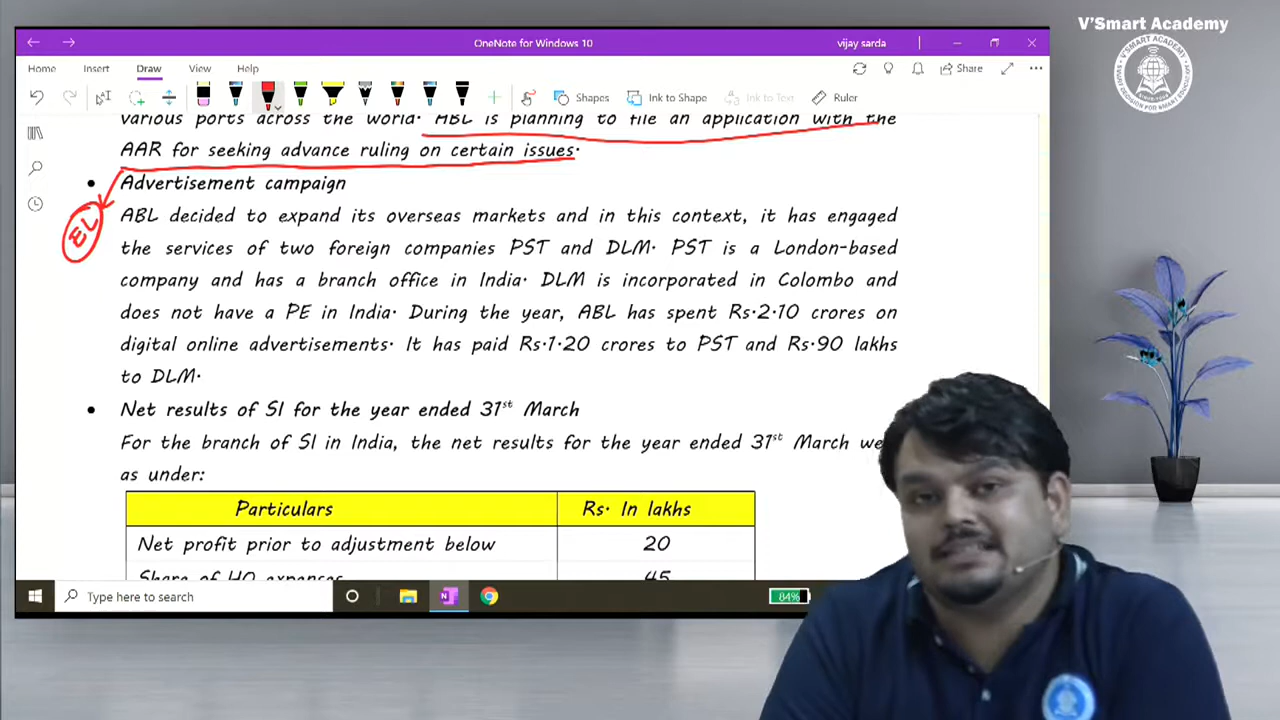 V'Smart Academy
OneNote for Windows 10
vijay sarda
Home Insert Draw View Help
Share
Shapes Ink to Shape Ink to Text Ruler
various ports across the world. ABL is planning to file an application with the
AAR for seeking advance ruling on certain issues.
• Advertisement campaign
EL
ABL decided to expand its overseas markets and in this context, it has engaged
the services of two foreign companies PST and DLM. PST is a London-based
company and has a branch office in India. DLM is incorporated in Colombo and
does not have a PE in India. During the year, ABL has spent Rs.2.10 crores on
digital online advertisements. It has paid Rs.1.20 crores to PST and Rs.90 lakhs
to DLM.
• Net results of SI for the year ended 31st March
For the branch of SI in India, the net results for the year ended 31st March we
as under:
Particulars Rs. In lakhs
Net profit prior to adjustment below 20
Share of HO expenses 45
Type here to search
84%